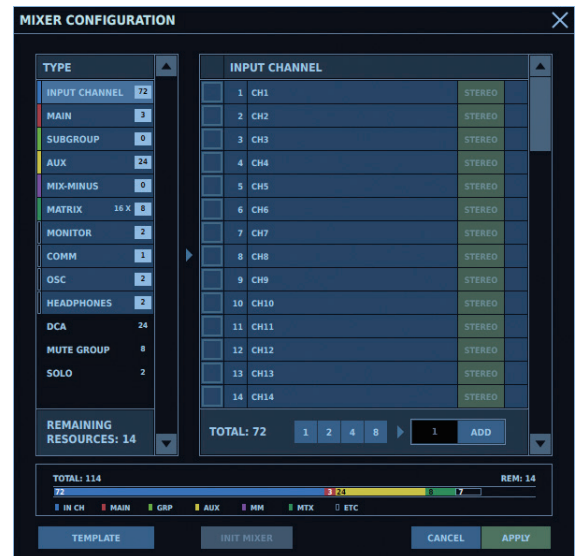 MIXER CONFIGURATION
TYPE
INPUT CHANNEL 72
MAIN 3
SUBGROUP 0
AUX 24
MIX-MINUS 0
MATRIX 16 X 8
MONITOR 2
COMM 1
OSC 2
HEADPHONES 2
DCA 24
MUTE GROUP 8
SOLO 2
REMAINING
RESOURCES: 14
INPUT CHANNEL
1 CH1 STEREO
2 CH2 STEREO
3 CH3 STEREO
4 CH4 STEREO
5 CH5 STEREO
6 CH6 STEREO
7 CH7 STEREO
8 CH8 STEREO
9 CH9 STEREO
10 CH10 STEREO
11 CH11 STEREO
12 CH12 STEREO
13 CH13 STEREO
14 CH14 STEREO
TOTAL: 72 1 2 4 8 1 ADD
TOTAL: 114 REM: 14
72 3 24 8 7
IN CH MAIN GRP AUX MM MTX ETC
TEMPLATE INIT MIXER CANCEL APPLY